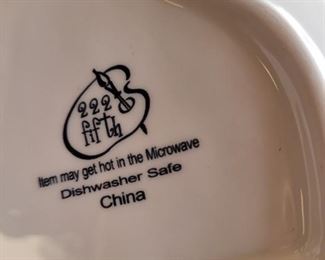 222
fifth
Item may get hot in the Microwave
Dishwasher Safe
China